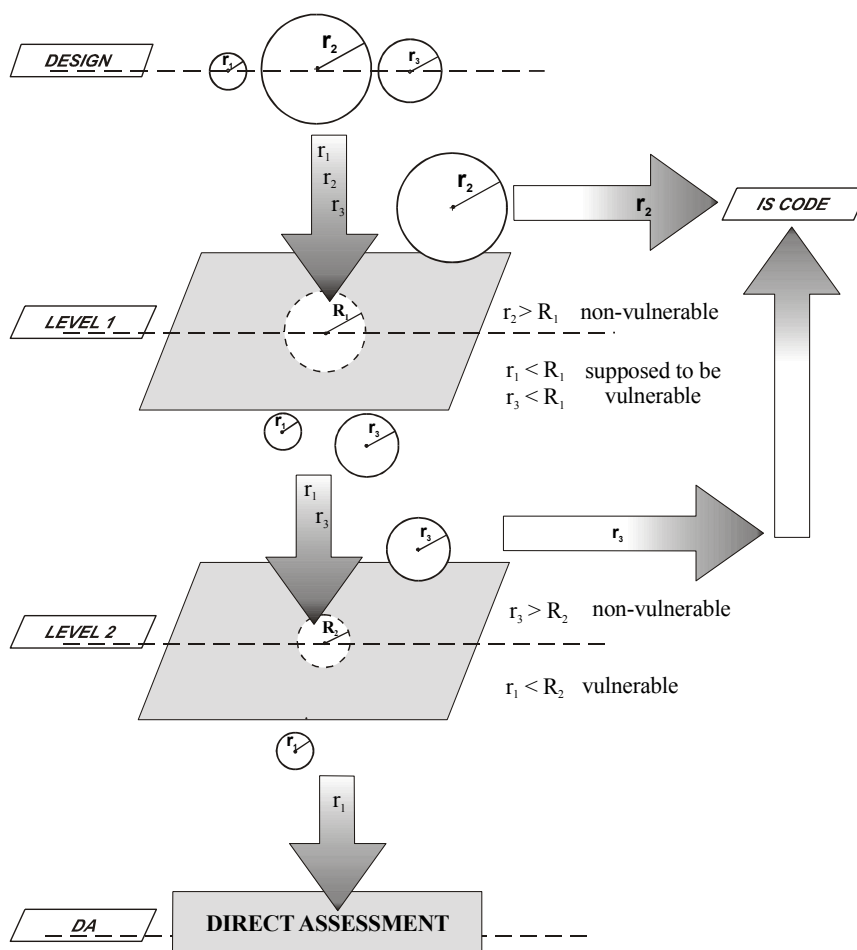 DESIGN
r₁
r₂
r₃
r₁
r₂
r₃
r₂
r₂
IS CODE
LEVEL 1
R₁
r₂ > R₁ non-vulnerable
r₁ < R₁ supposed to be
r₃ < R₁ vulnerable
r₁
r₃
r₁
r₃
r₃
r₃
LEVEL 2
R₂
r₃ > R₂ non-vulnerable
r₁ < R₂ vulnerable
r₁
r₁
DA
DIRECT ASSESSMENT